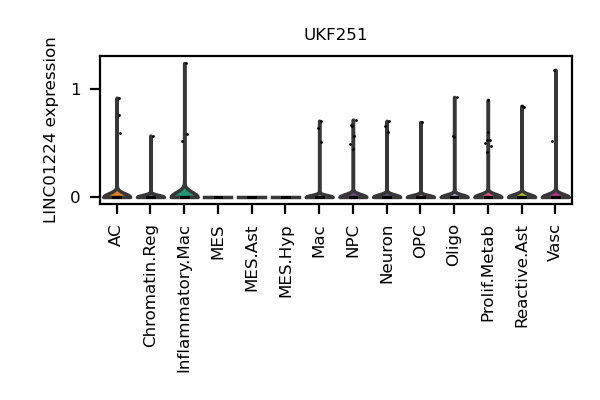 UKF251
LINC01224 expression
1
0
AC
Chromatin.Reg
Inflammatory.Mac
MES
MES.Ast
MES.Hyp
Mac
NPC
Neuron
OPC
Oligo
Prolif.Metab
Reactive.Ast
Vasc